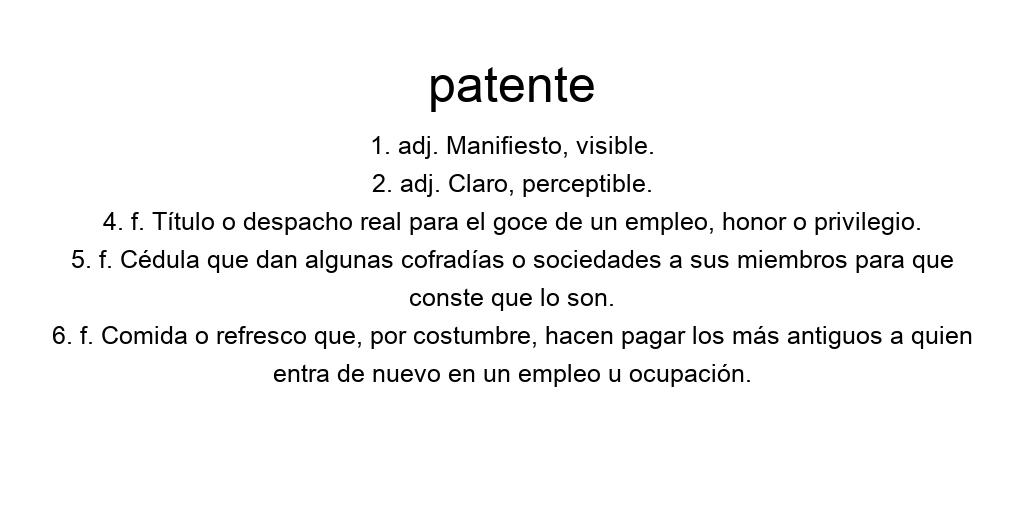 patente
1. adj. Manifiesto, visible.
2. adj. Claro, perceptible.
4. f. Título o despacho real para el goce de un empleo, honor o privilegio.
5. f. Cédula que dan algunas cofradías o sociedades a sus miembros para que
conste que lo son.
6. f. Comida o refresco que, por costumbre, hacen pagar los más antiguos a quien
entra de nuevo en un empleo u ocupación.